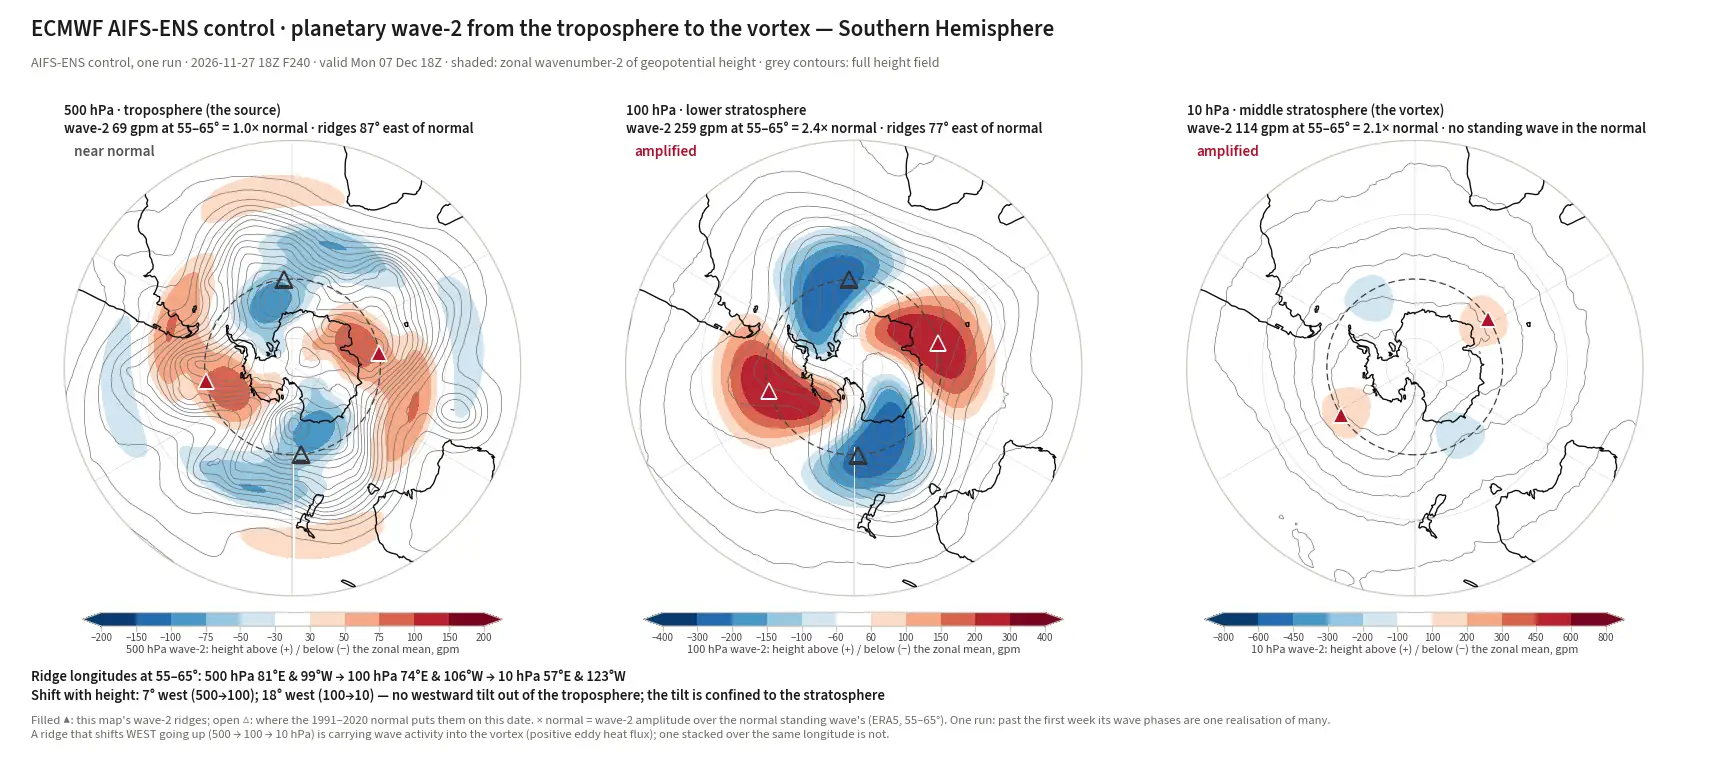 ECMWF AIFS-ENS control · planetary wave-2 from the troposphere to the vortex — Southern Hemisphere
AIFS-ENS control, one run · 2026-11-27 18Z F240 · valid Mon 07 Dec 18Z · shaded: zonal wavenumber-2 of geopotential height · grey contours: full height field
500 hPa · troposphere (the source)
wave-2 69 gpm at 55–65° = 1.0× normal · ridges 87° east of normal
near normal
100 hPa · lower stratosphere
wave-2 259 gpm at 55–65° = 2.4× normal · ridges 77° east of normal
amplified
10 hPa · middle stratosphere (the vortex)
wave-2 114 gpm at 55–65° = 2.1× normal · no standing wave in the normal
amplified
−200 −150 −100 −75 −50 −30 30 50 75 100 150 200
500 hPa wave-2: height above (+) / below (−) the zonal mean, gpm
−400 −300 −200 −150 −100 −60 60 100 150 200 300 400
100 hPa wave-2: height above (+) / below (−) the zonal mean, gpm
−800 −600 −450 −300 −200 −100 100 200 300 450 600 800
10 hPa wave-2: height above (+) / below (−) the zonal mean, gpm
Ridge longitudes at 55–65°: 500 hPa 81°E & 99°W → 100 hPa 74°E & 106°W → 10 hPa 57°E & 123°W
Shift with height: 7° west (500→100); 18° west (100→10) — no westward tilt out of the troposphere; the tilt is confined to the stratosphere
Filled ▲: this map's wave-2 ridges; open △: where the 1991–2020 normal puts them on this date. × normal = wave-2 amplitude over the normal standing wave's (ERA5, 55–65°). One run: past the first week its wave phases are one realisation of many.
A ridge that shifts WEST going up (500 → 100 → 10 hPa) is carrying wave activity into the vortex (positive eddy heat flux); one stacked over the same longitude is not.